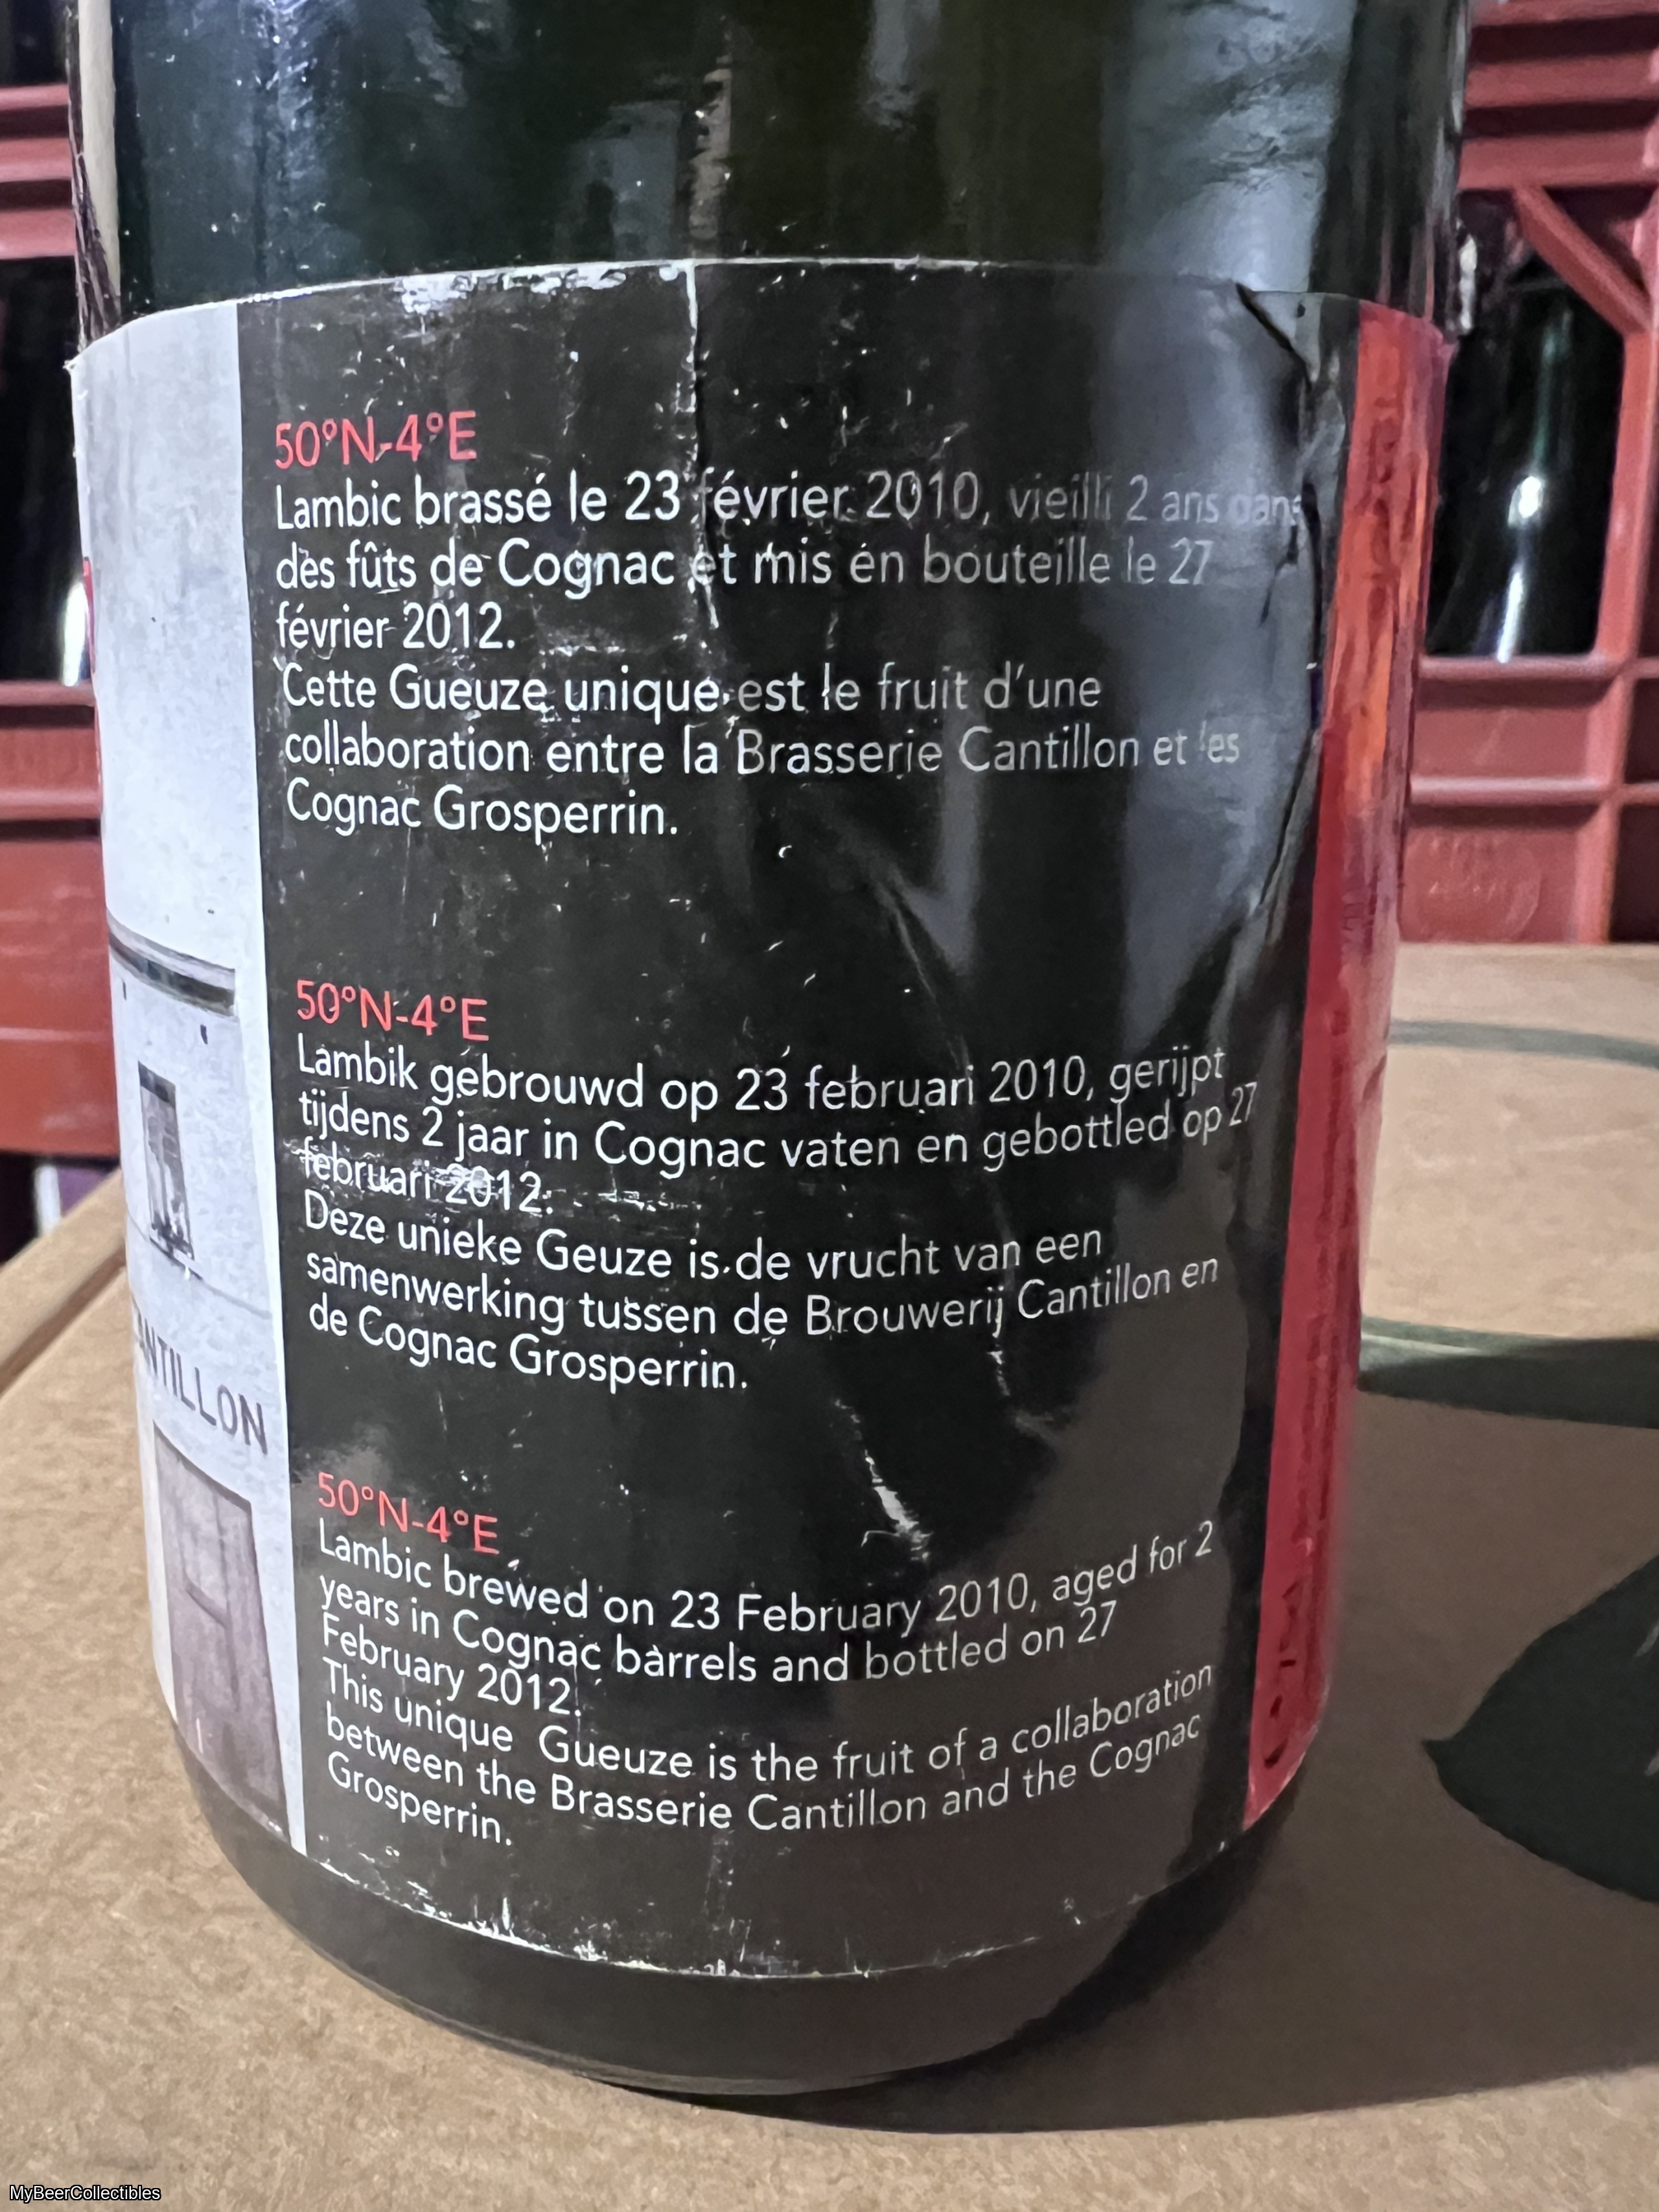 50°N-4°E
Lambic brassé le 23 février 2010, vieilli 2 ans dans
des fûts de Cognac et mis en bouteille le 27
février 2012.
Cette Gueuze unique est le fruit d'une
collaboration entre la Brasserie Cantillon et les
Cognac Grosperrin.
50°N-4°E
Lambik gebrouwd op 23 februari 2010, gerijpt
tijdens 2 jaar in Cognac vaten en gebottled op 27
februari 2012.
Deze unieke Geuze is de vrucht van een
samenwerking tussen de Brouwerij Cantillon en
de Cognac Grosperrin.
50°N-4°E
Lambic brewed on 23 February 2010, aged for 2
years in Cognac barrels and bottled on 27
February 2012.
This unique Gueuze is the fruit of a collaboration
between the Brasserie Cantillon and the Cognac
Grosperrin.
ANTILLON
MyBeerCollectibles